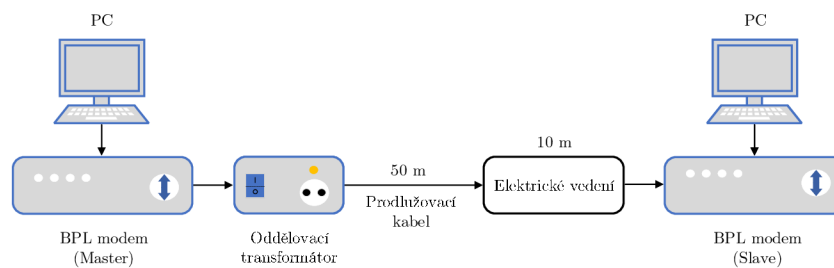 PC
PC
50 m
10 m
Elektrické vedení
I
O
Prodlužovací
kabel
BPL modem
(Master)
Oddělovací
transformátor
BPL modem
(Slave)